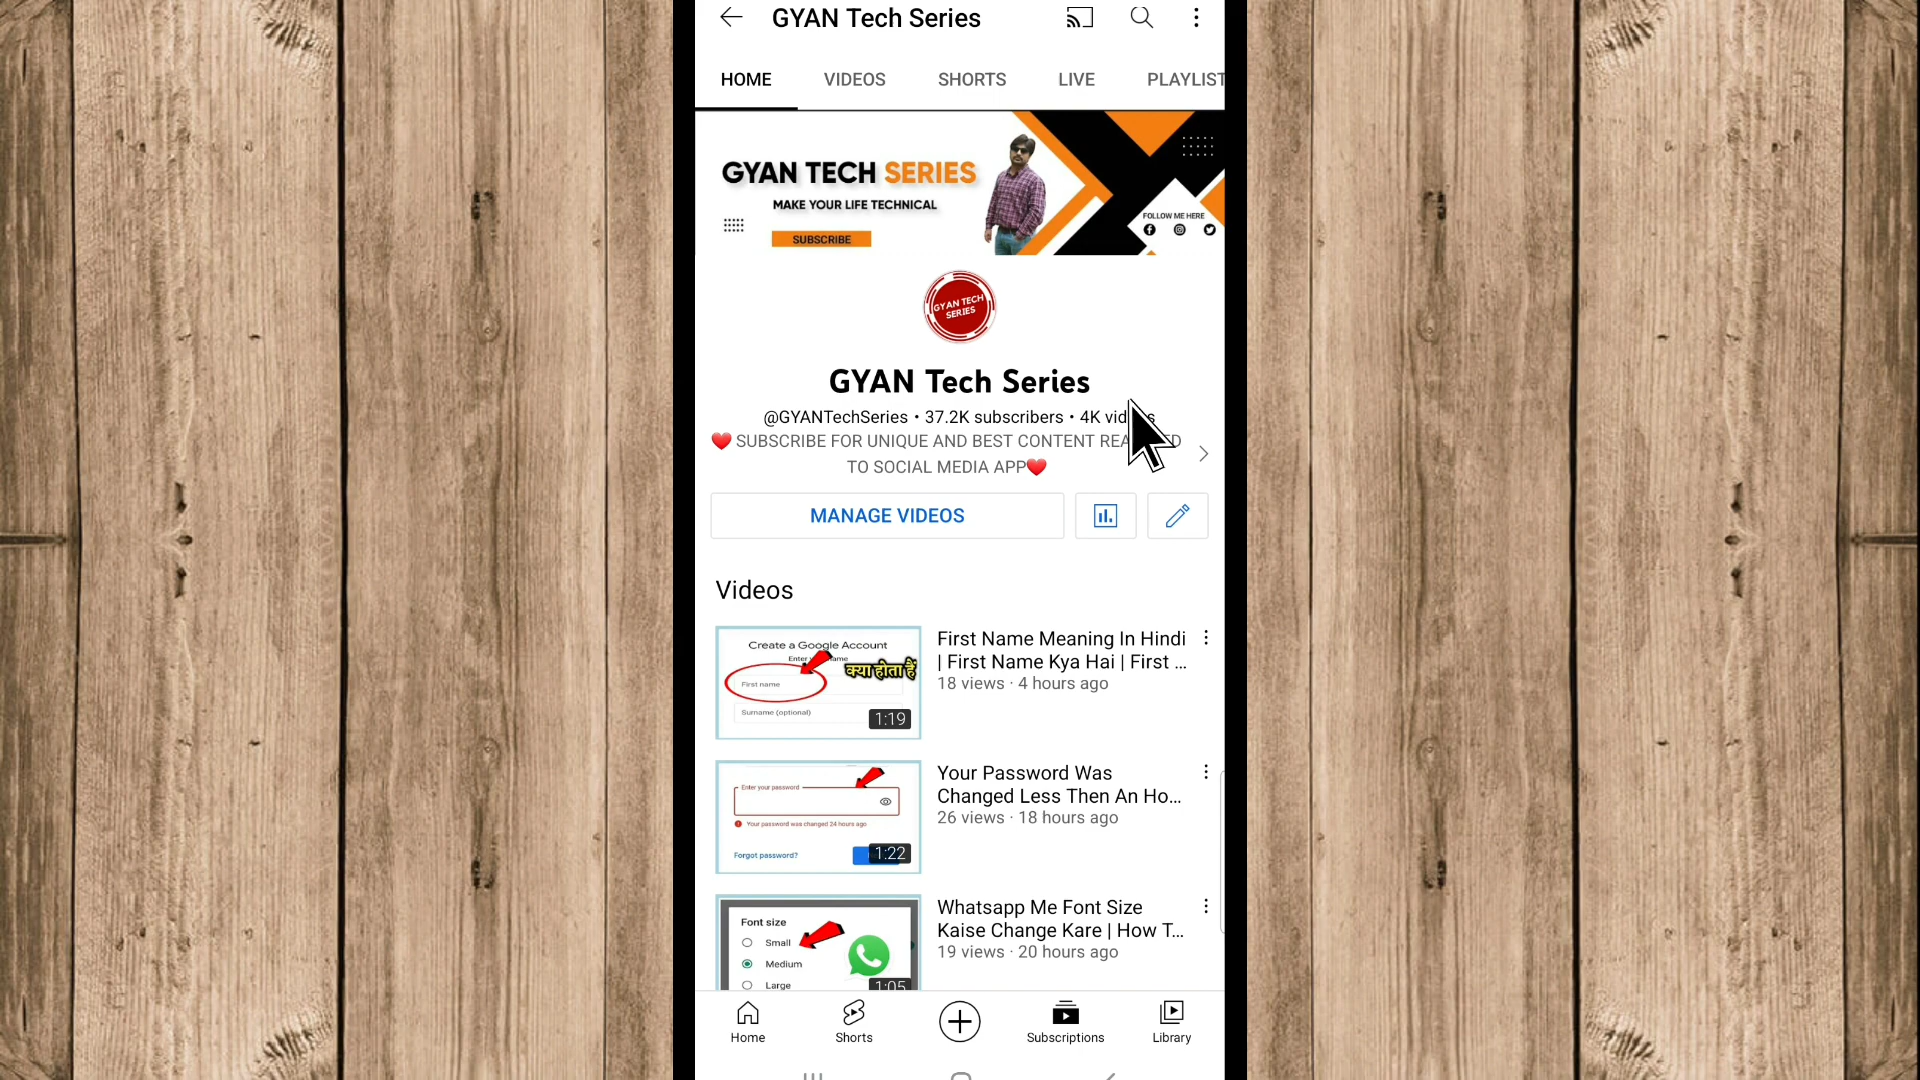 GYAN Tech Series
HOME VIDEOS SHORTS LIVE PLAYLIST
GYAN TECH SERIES
MAKE YOUR LIFE TECHNICAL
SUBSCRIBE
FOLLOW ME HERE
GYAN TECH
SERIES
GYAN Tech Series
@GYANTechSeries • 37.2K subscribers • 4K
❤️ SUBSCRIBE FOR UNIQUE AND BEST CONTENT
TO SOCIAL MEDIA APP❤️
MANAGE VIDEOS
Videos
Create a Google Account
Enter
क्या होता हैं
First name
Surname (optional)
1:19
First Name Meaning In Hindi
| First Name Kya Hai | First ...
18 views · 4 hours ago
Enter your password
Your password was changed 24 hours ago
Forgot password?
1:22
Your Password Was
Changed Less Then An Ho...
26 views · 18 hours ago
Font size
Small
Medium
Large
1:05
Whatsapp Me Font Size
Kaise Change Kare | How T...
19 views · 20 hours ago
Home Shorts Subscriptions Library